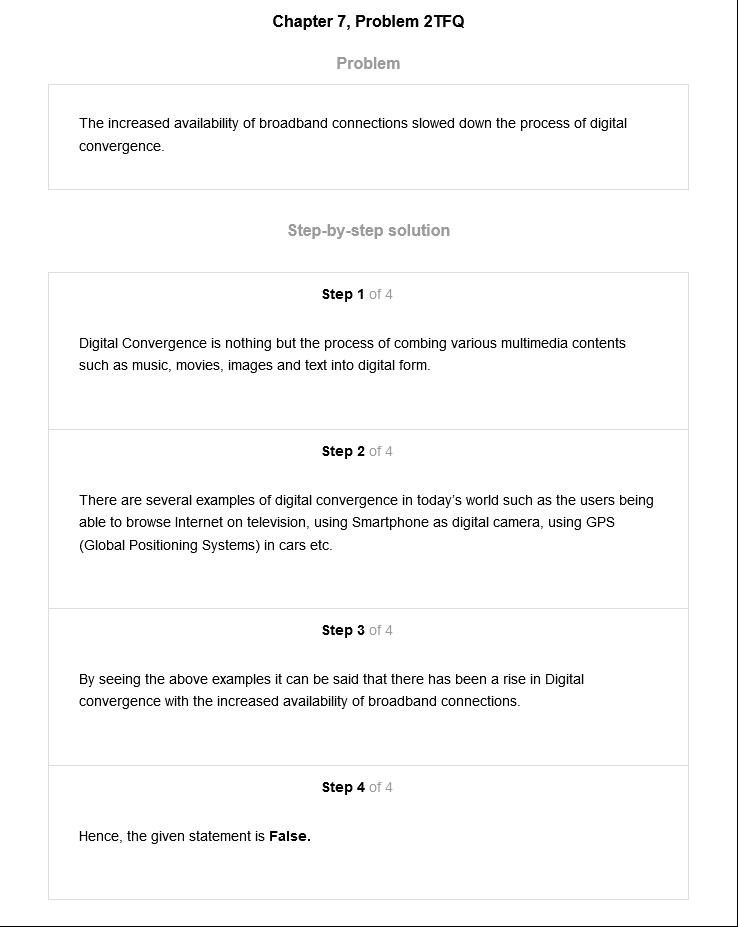 Chapter 7, Problem 2TFQ
Problem
The increased availability of broadband connections slowed down the process of digital
convergence.
Step-by-step solution
Step 1 of 4
Digital Convergence is nothing but the process of combing various multimedia contents
such as music, movies, images and text into digital form.
Step 2 of 4
There are several examples of digital convergence in today's world such as the users being
able to browse Internet on television, using Smartphone as digital camera, using GPS
(Global Positioning Systems) in cars etc.
Step 3 of 4
By seeing the above examples it can be said that there has been a rise in Digital
convergence with the increased availability of broadband connections.
Step 4 of 4
Hence, the given statement is False.